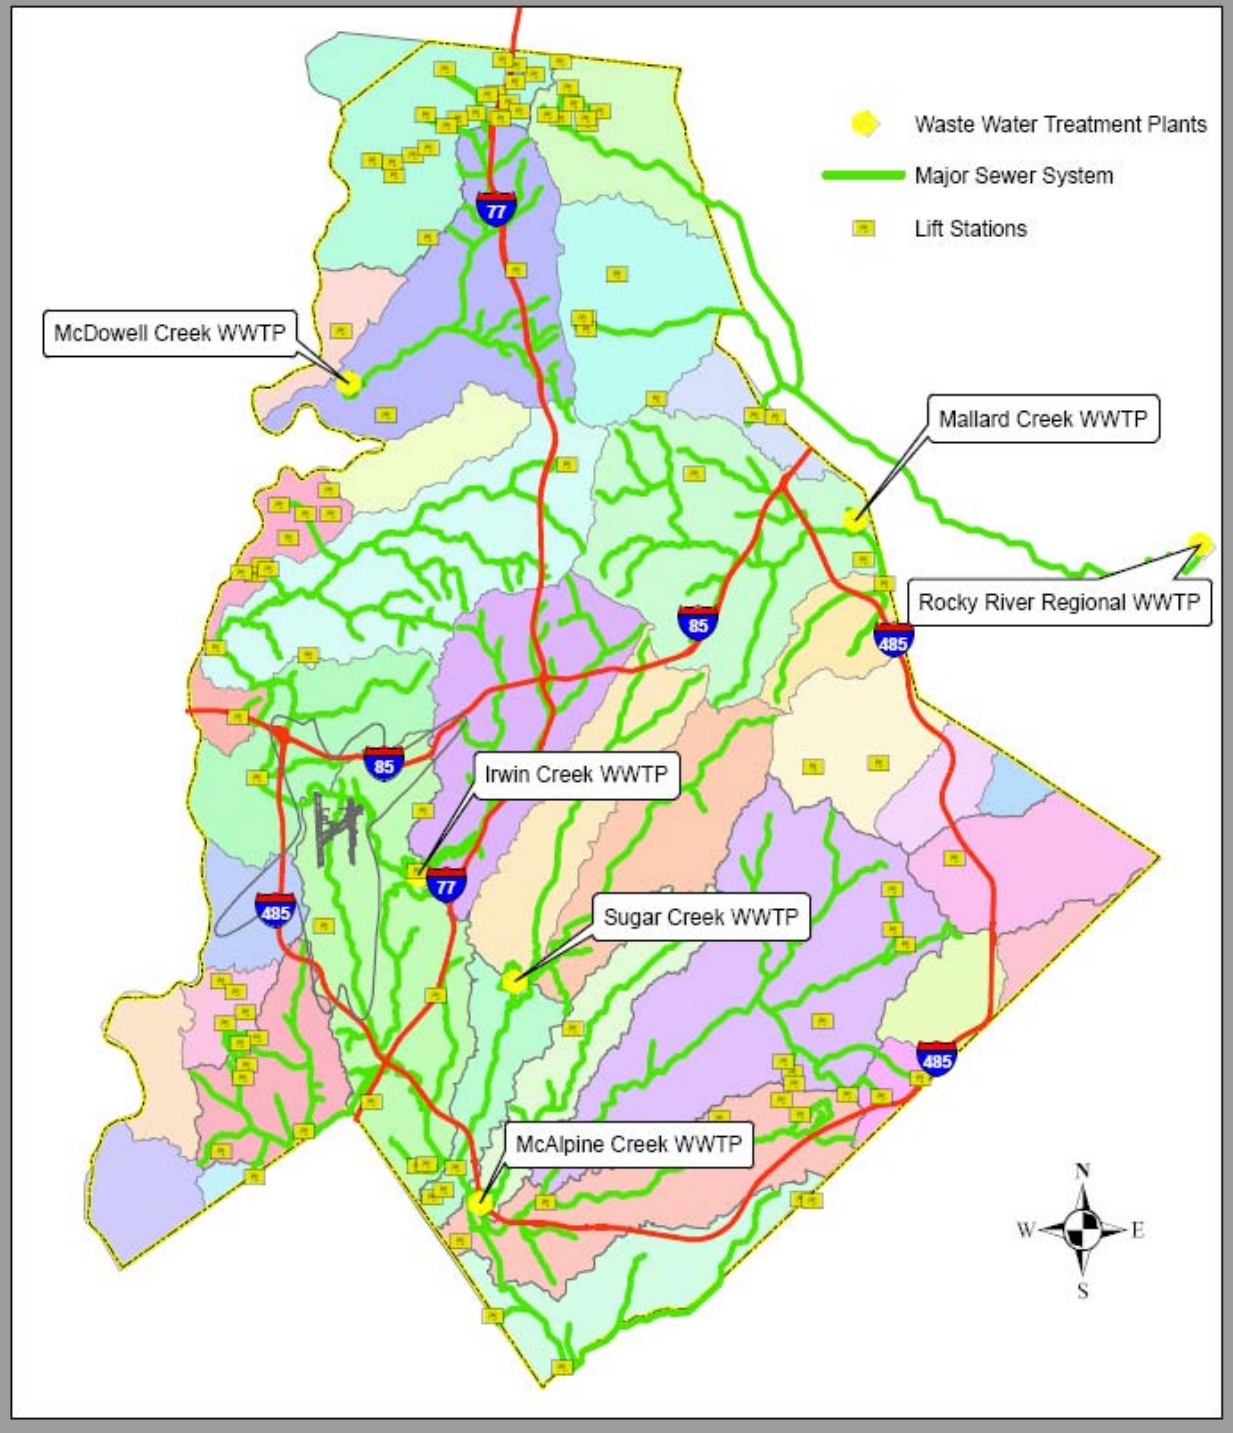 Waste Water Treatment Plants
Major Sewer System
Lift Stations
77
McDowell Creek WWTP
Mallard Creek WWTP
Rocky River Regional WWTP
85
485
85
Irwin Creek WWTP
77
485
Sugar Creek WWTP
485
McAlpine Creek WWTP
N
W
E
S